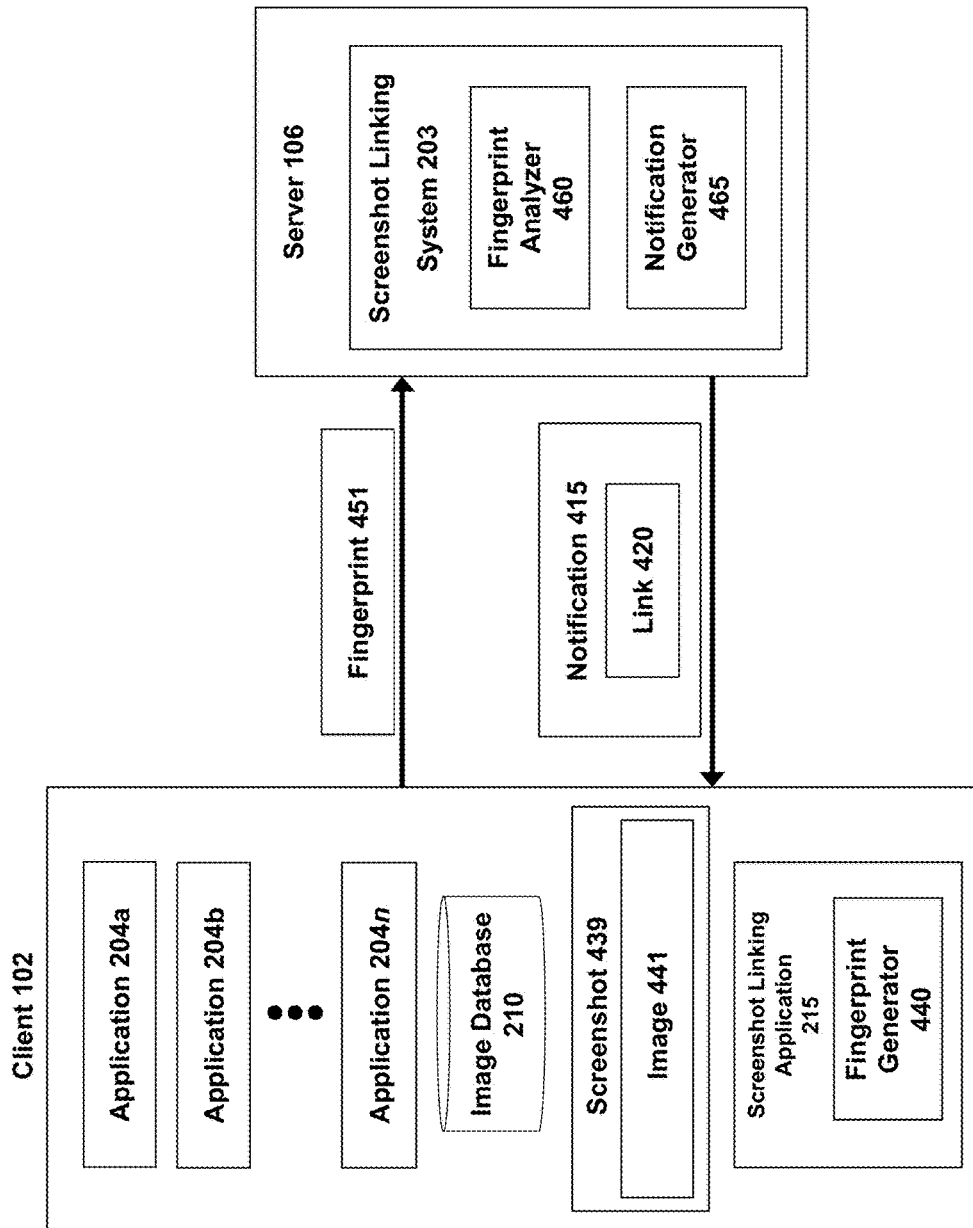 Client 102
Application 204a
Application 204b
Application 204n
Image Database
210
Screenshot 439
Image 441
Screenshot Linking
Application
215
Fingerprint
Generator
440
Fingerprint 451
Notification 415
Link 420
Server 106
Screenshot Linking
System 203
Fingerprint
Analyzer
460
Notification
Generator
465